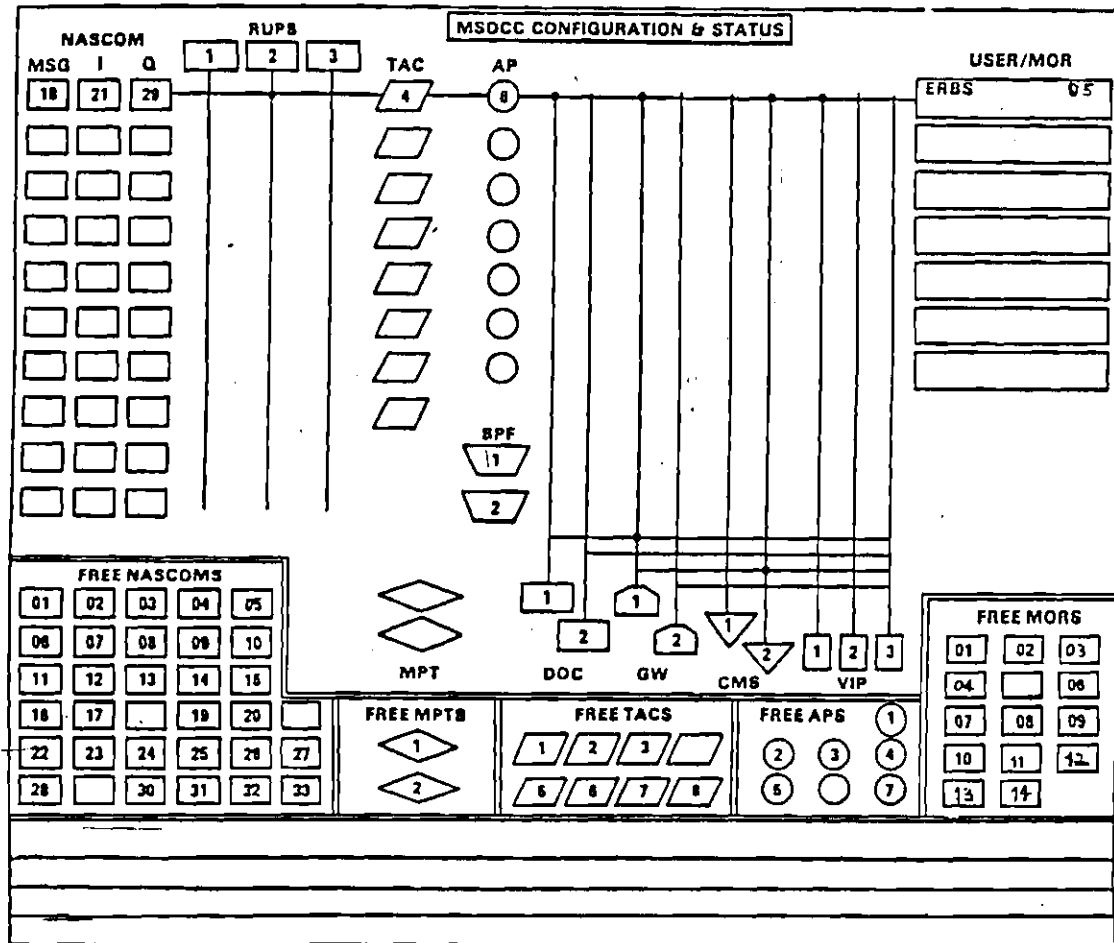 MSOCC CONFIGURATION & STATUS
NASCOM
RUPS
MSG I Q
1 2 3
TAC AP
USER/MOR
18 21 29
4 6
ERBS 05
SPF
1
2
MPT
1
2
DOC
1
2
GW
1
2
CMS
1 2 3
VIP
FREE NASCOMS
01 02 03 04 05
06 07 08 09 10
11 12 13 14 15
16 17 19 20
22 23 24 25 26 27
28 30 31 32 33
FREE MPTS
1
2
FREE TACS
1 2 3
5 6 7 8
FREE APS
1
2 3 4
5 7
FREE MORS
01 02 03
04 06
07 08 09
10 11 12
13 14